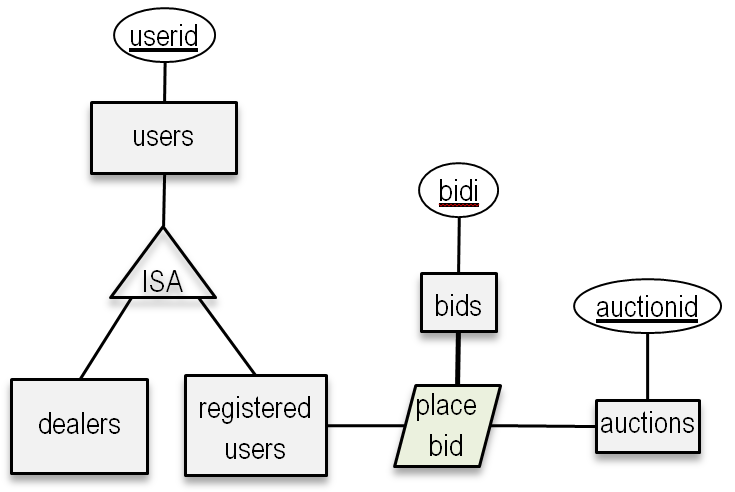 userid
users
ISA
dealers
registered
users
bidi
bids
place
bid
auctionid
auctions